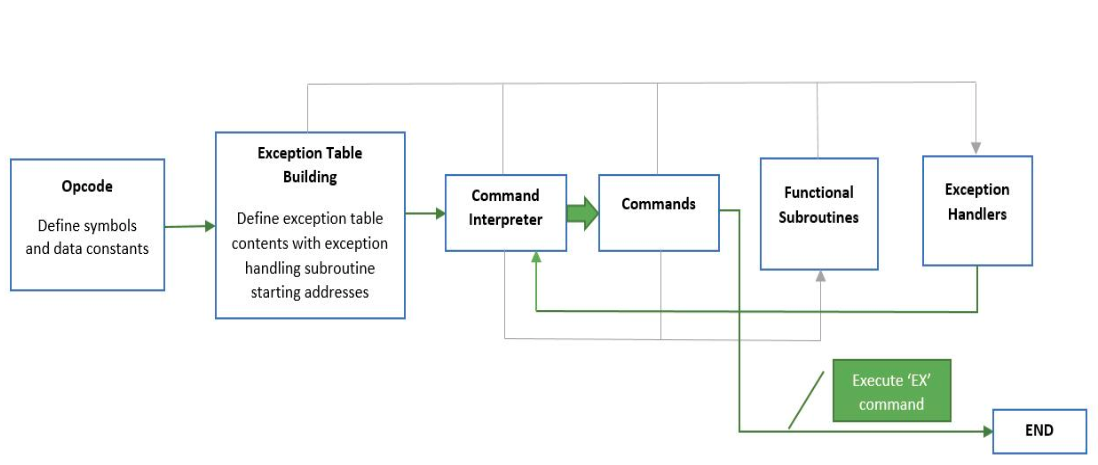 Opcode
Define symbols
and data constants
Exception Table
Building
Define exception table
contents with exception
handling subroutine
starting addresses
Command
Interpreter
Commands
Functional
Subroutines
Exception
Handlers
Execute ‘EX’
command
END